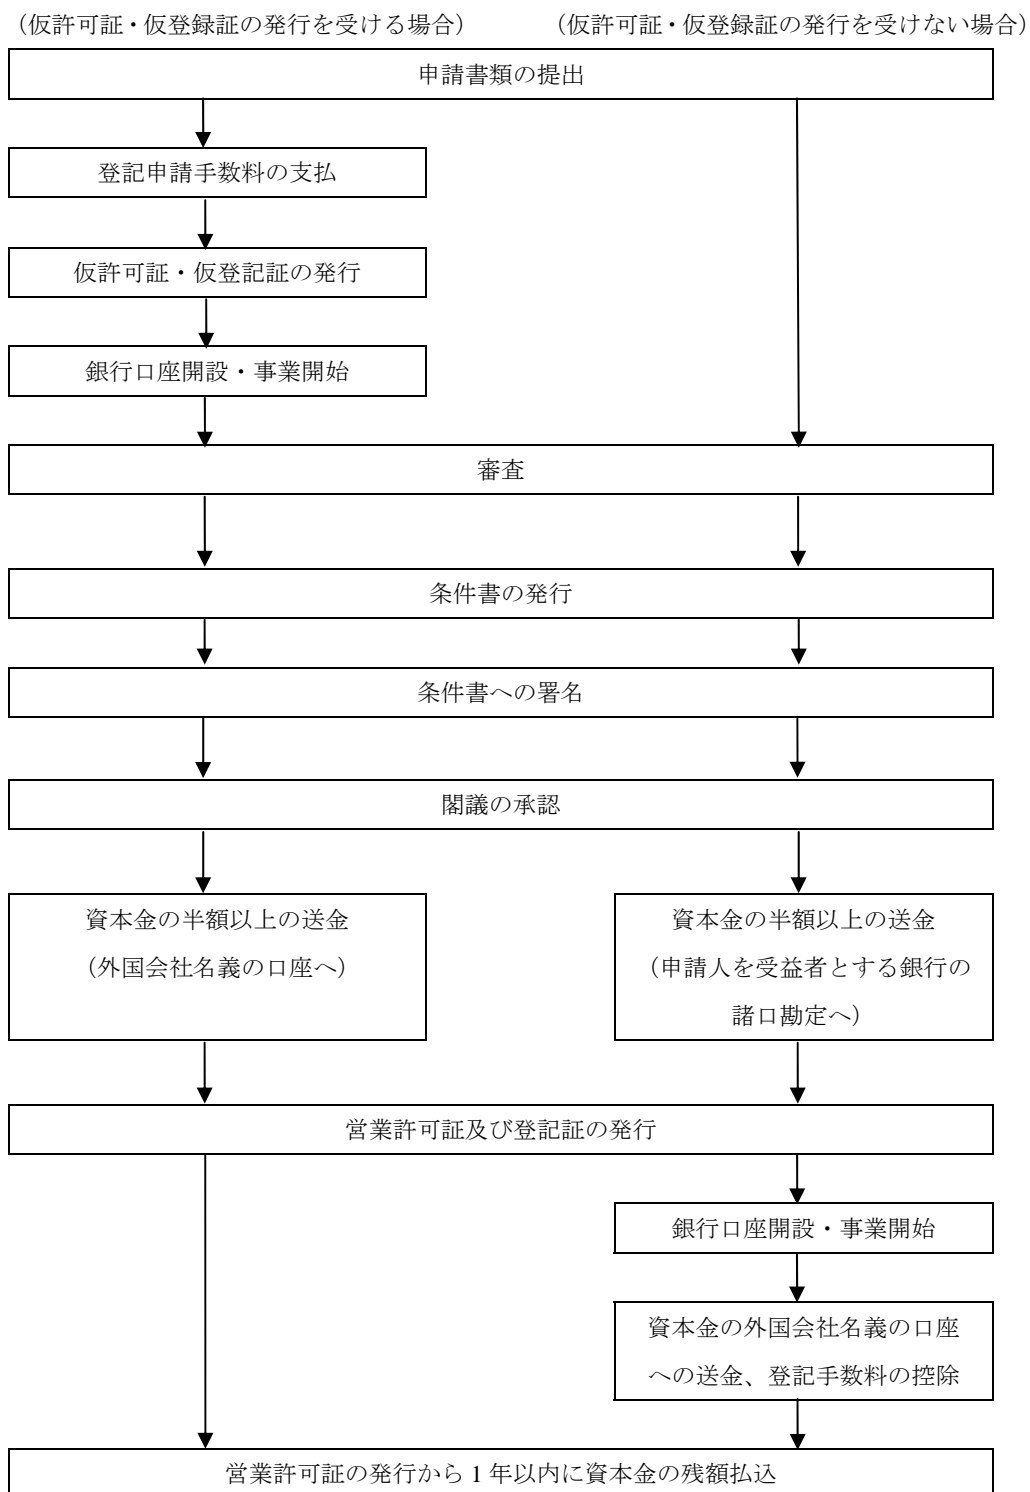 （仮許可証・仮登録証の発行を受ける場合）
（仮許可証・仮登録証の発行を受けない場合）
申請書類の提出
登記申請手数料の支払
仮許可証・仮登記証の発行
銀行口座開設・事業開始
審査
条件書の発行
条件書への署名
閣議の承認
資本金の半額以上の送金
（外国会社名義の口座へ）
資本金の半額以上の送金
（申請人を受益者とする銀行の
諸口勘定へ）
営業許可証及び登記証の発行
銀行口座開設・事業開始
資本金の外国会社名義の口座
への送金、登記手数料の控除
営業許可証の発行から 1 年以内に資本金の残額払込